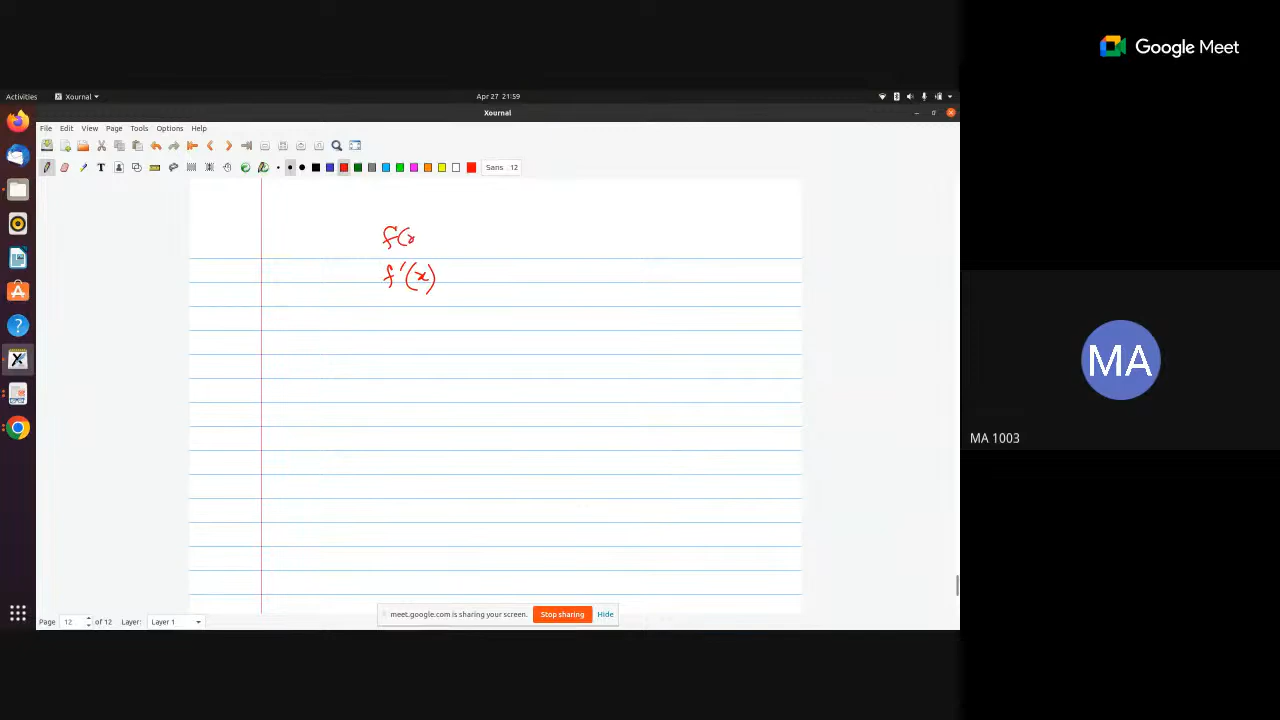 Google Meet
Activities Xournal Apr 27 21:59
Xournal
File Edit View Page Tools Options Help
Sans 12
f(x
f'(x)
MA
MA 1003
meet.google.com is sharing your screen. Stop sharing Hide
Page 12 of 12 Layer: Layer 1